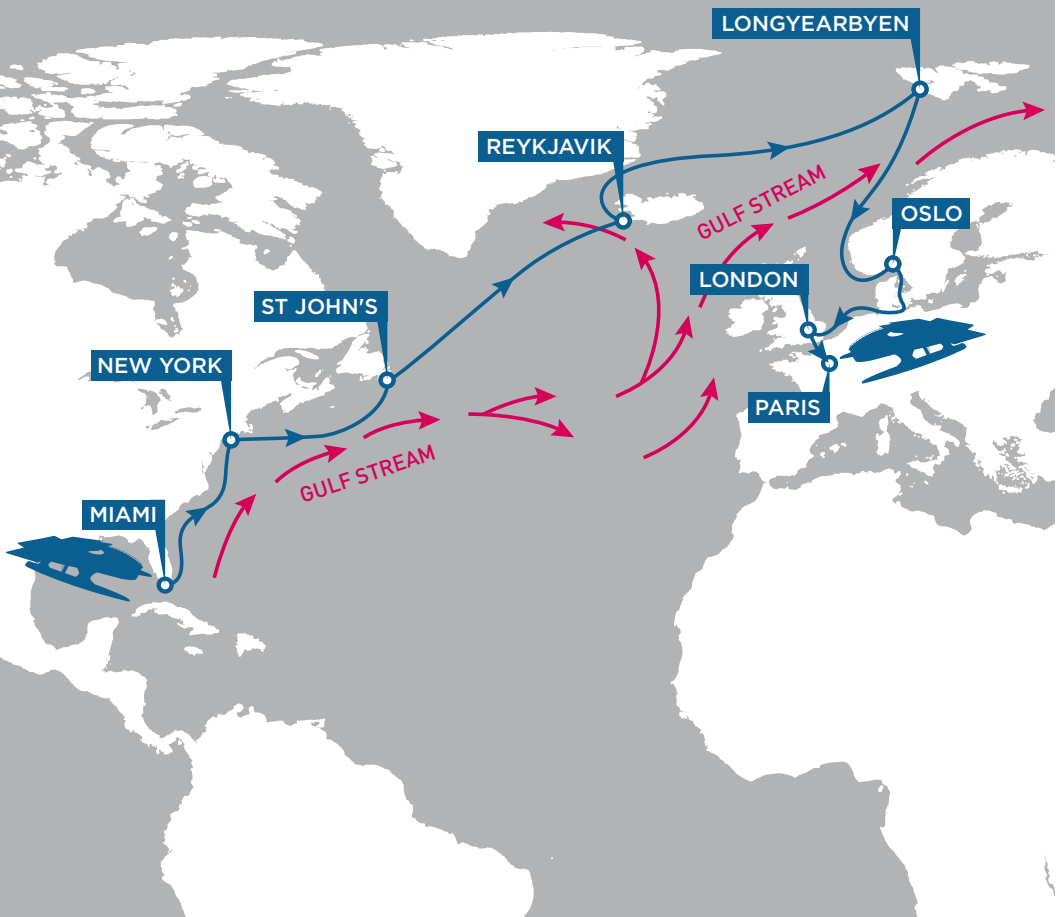 LONGYEARBYEN
REYKJAVIK
GULF STREAM
OSLO
LONDON
ST JOHN'S
NEW YORK
PARIS
GULF STREAM
MIAMI